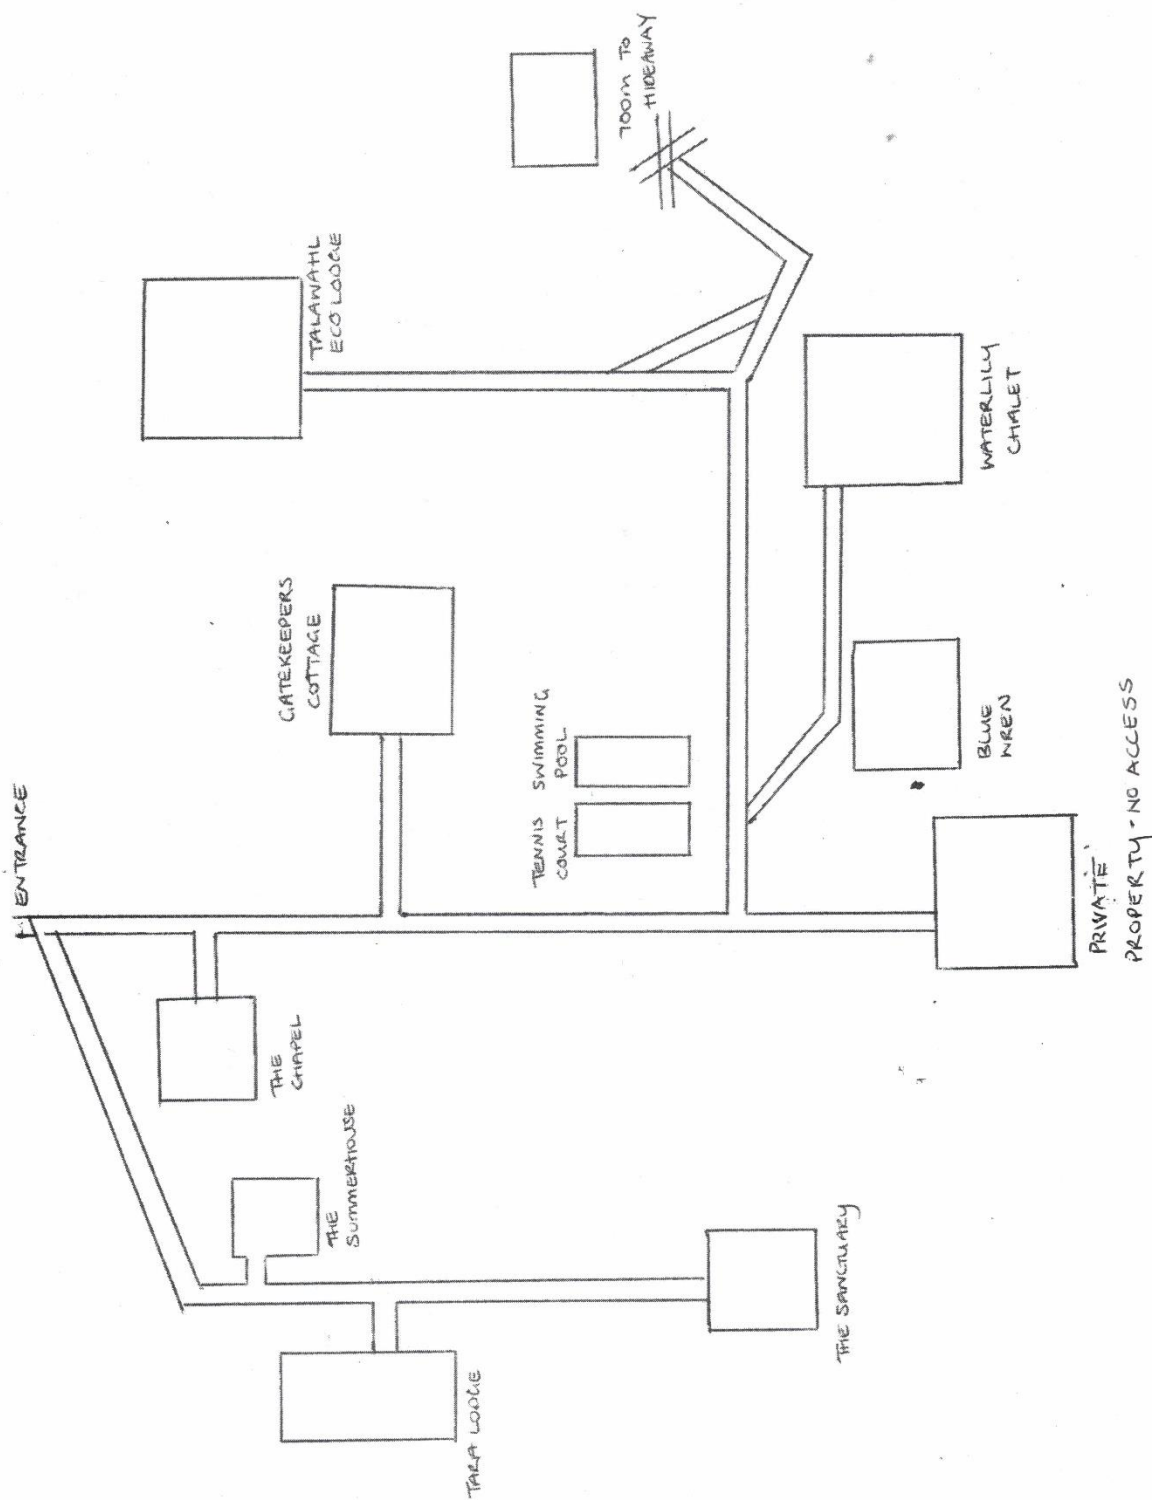 ENTRANCE
TALAWAHL
ECO LODGE
700M TO
HIDEAWAY
GATEKEEPERS
COTTAGE
THE
CHAPEL
THE
SUMMERHOUSE
TARA LODGE
TENNIS
COURT
SWIMMING
POOL
WATERLILY
CHALET
BLUE
WREN
THE SANCTUARY
PRIVATE
PROPERTY - NO ACCESS